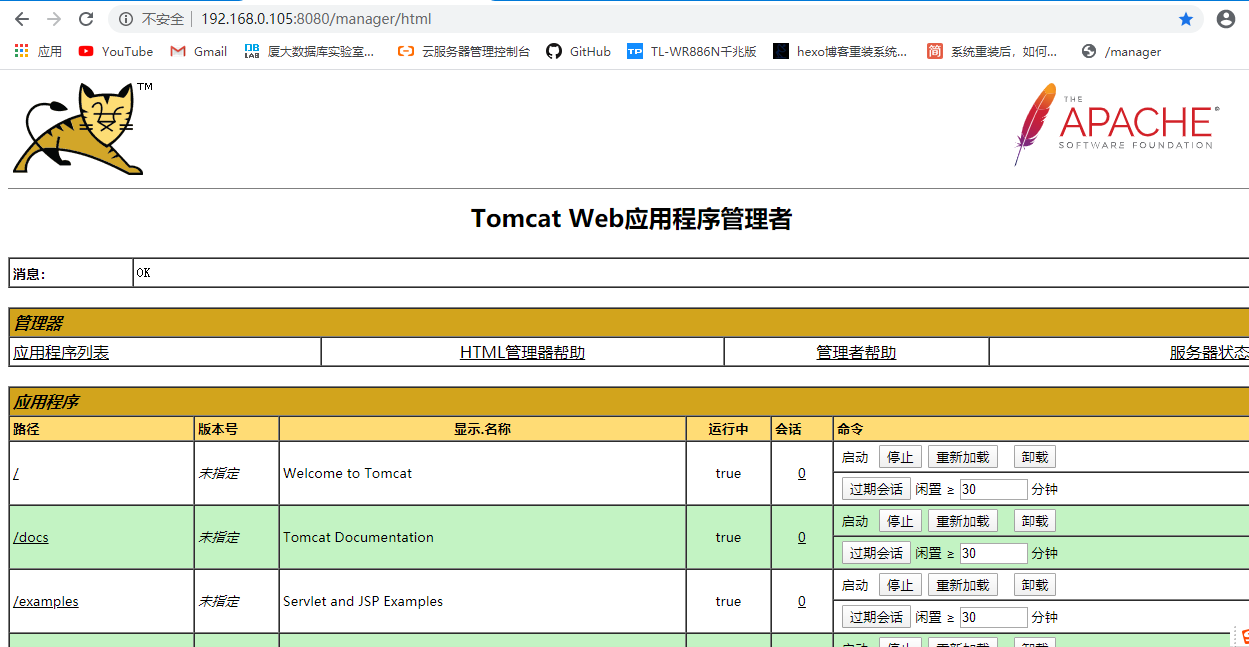 不安全 192.168.0.105:8080/manager/html
应用 YouTube Gmail DB LAB 厦大数据库实验室... 云服务器管理控制台 GitHub TP TL-WR886N千兆版 hexo博客重装系统... 简 系统重装后，如何... /manager
TM
THE
APACHE®
SOFTWARE FOUNDATION
Tomcat Web应用程序管理者
消息: OK
管理器
应用程序列表 HTML管理器帮助 管理者帮助 服务器状态
应用程序
路径 版本号 显示.名称 运行中 会话 命令
/ 未指定 Welcome to Tomcat true 0 启动 停止 重新加载 卸载
过期会话 闲置 ≥ 30 分钟
/docs 未指定 Tomcat Documentation true 0 启动 停止 重新加载 卸载
过期会话 闲置 ≥ 30 分钟
/examples 未指定 Servlet and JSP Examples true 0 启动 停止 重新加载 卸载
过期会话 闲置 ≥ 30 分钟